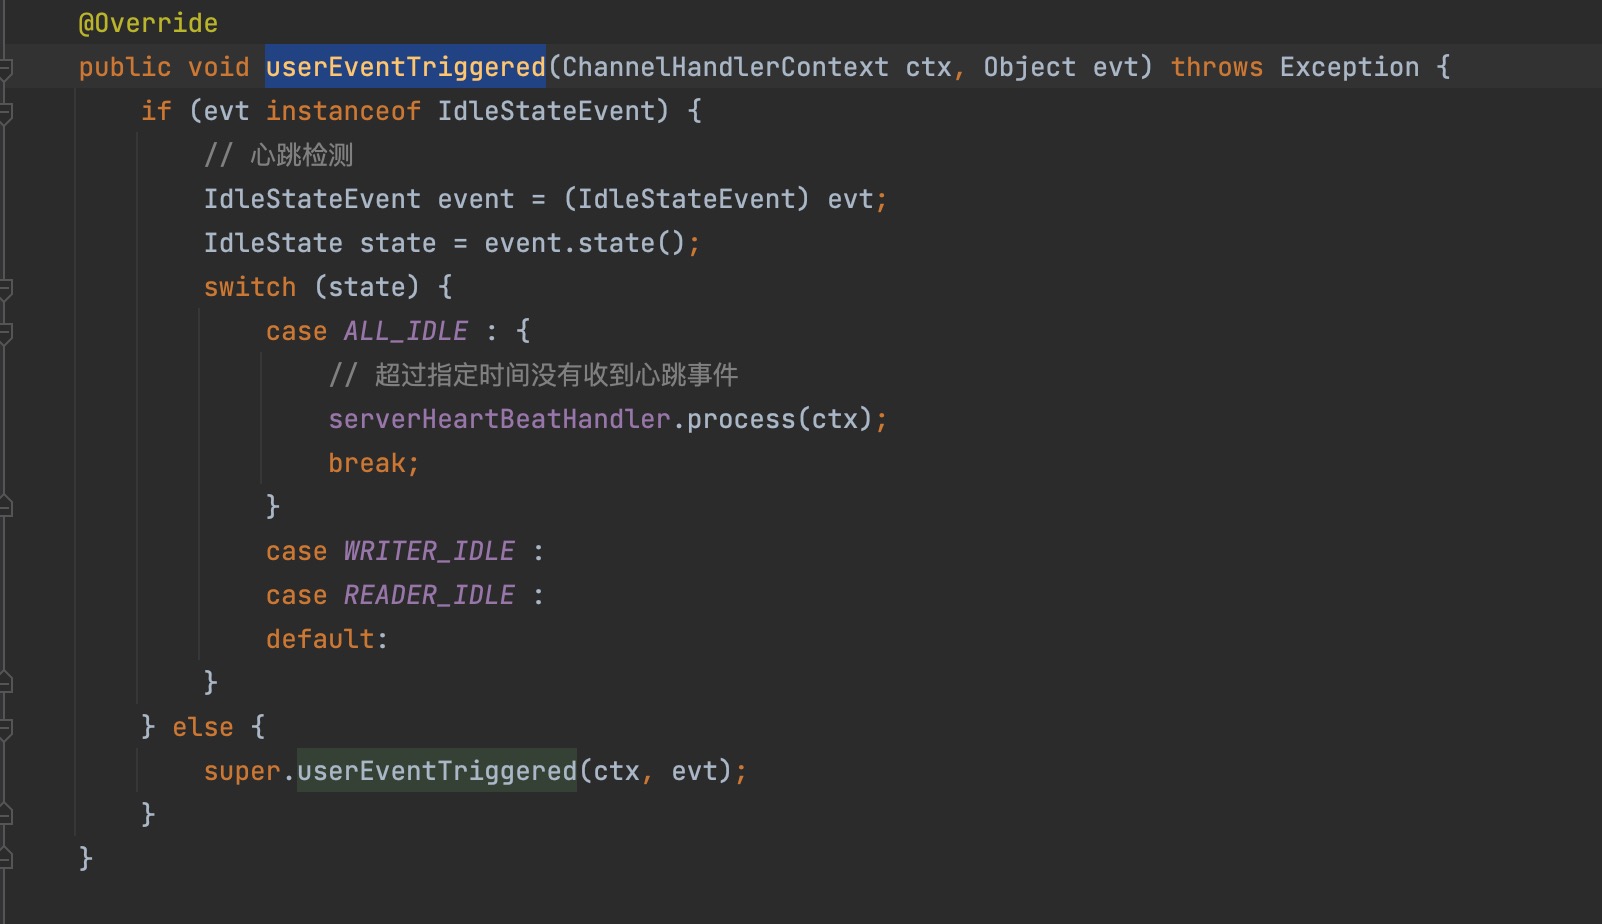 @Override
public void userEventTriggered(ChannelHandlerContext ctx, Object evt) throws Exception {
if (evt instanceof IdleStateEvent) {
// 心跳检测
IdleStateEvent event = (IdleStateEvent) evt;
IdleState state = event.state();
switch (state) {
case ALL_IDLE : {
// 超过指定时间没有收到心跳事件
serverHeartBeatHandler.process(ctx);
break;
}
case WRITER_IDLE :
case READER_IDLE :
default:
}
} else {
super.userEventTriggered(ctx, evt);
}
}